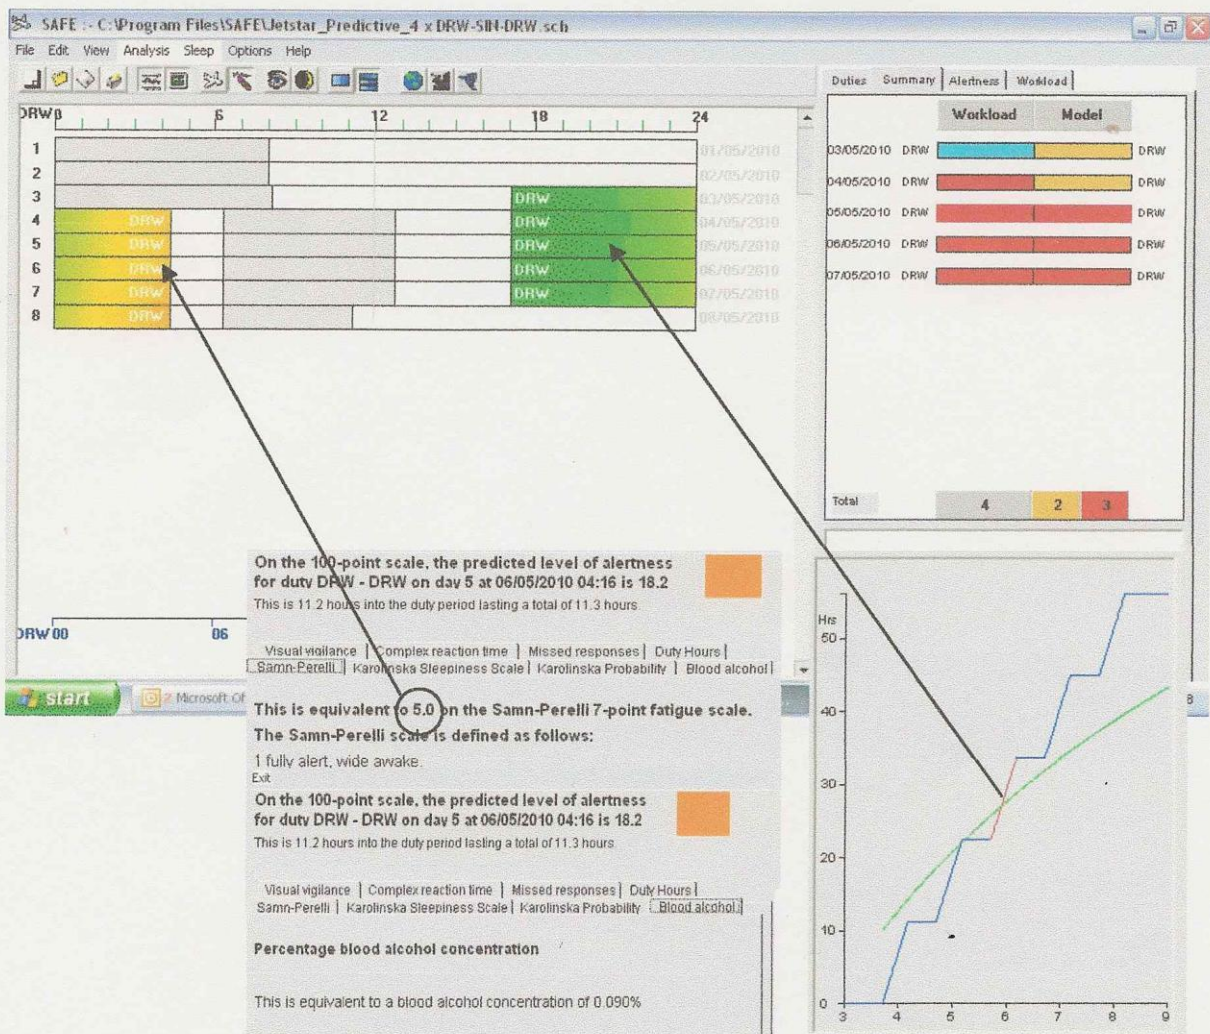 SAFE :- C:\Program Files\SAFE\Jetstar_Predictive_4 x DRW-SIN-DRW.sch
File Edit View Analysis Sleep Options Help
Duties Summary Alertness Workload
DRW 0 6 12 18 24
Workload Model
1 01/05/2010
2 02/05/2010
3 DRW 03/05/2010
4 DRW DRW 04/05/2010
5 DRW DRW 05/05/2010
6 DRW DRW 06/05/2010
7 DRW DRW 07/05/2010
8 DRW 08/05/2010
03/05/2010 DRW DRW
04/05/2010 DRW DRW
05/05/2010 DRW DRW
06/05/2010 DRW DRW
07/05/2010 DRW DRW
Total 4 2 3
DRW 00 06
start
2 Microsoft Of
8
On the 100-point scale, the predicted level of alertness
for duty DRW - DRW on day 5 at 06/05/2010 04:16 is 18.2
This is 11.2 hours into the duty period lasting a total of 11.3 hours.
Visual vigilance | Complex reaction time | Missed responses | Duty Hours |
Samn-Perelli | Karolinska Sleepiness Scale | Karolinska Probability | Blood alcohol |
This is equivalent to 5.0 on the Samn-Perelli 7-point fatigue scale.
The Samn-Perelli scale is defined as follows:
1 fully alert, wide awake.
Exit
On the 100-point scale, the predicted level of alertness
for duty DRW - DRW on day 5 at 06/05/2010 04:16 is 18.2
This is 11.2 hours into the duty period lasting a total of 11.3 hours.
Visual vigilance | Complex reaction time | Missed responses | Duty Hours |
Samn-Perelli | Karolinska Sleepiness Scale | Karolinska Probability | Blood alcohol |
Percentage blood alcohol concentration
This is equivalent to a blood alcohol concentration of 0.090%
Hrs
50
40
30
20
10
0
3 4 5 6 7 8 9